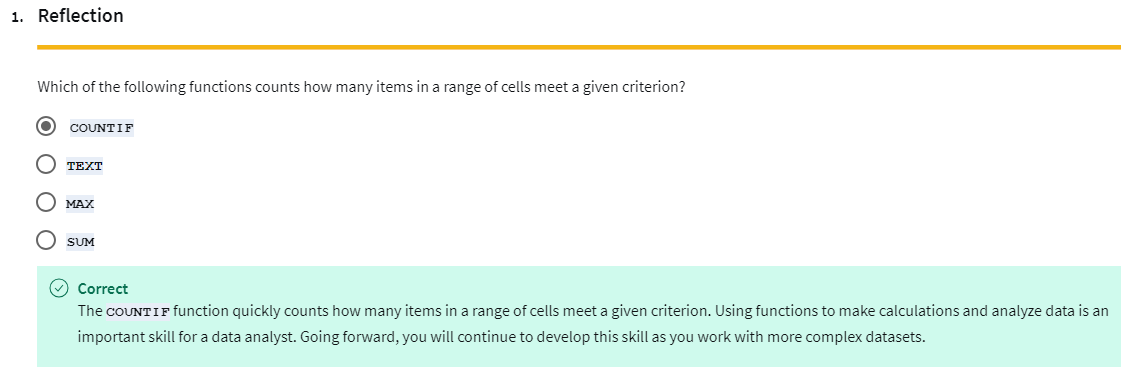 1. Reflection
Which of the following functions counts how many items in a range of cells meet a given criterion?
COUNTIF
TEXT
MAX
SUM
Correct
The COUNTIF function quickly counts how many items in a range of cells meet a given criterion. Using functions to make calculations and analyze data is an
important skill for a data analyst. Going forward, you will continue to develop this skill as you work with more complex datasets.